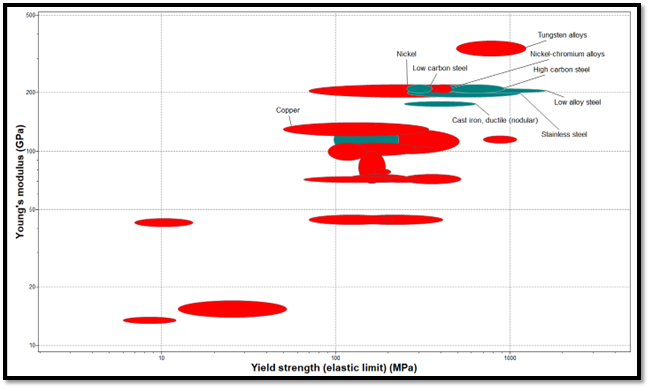 500
Tungsten alloys
Nickel
Nickel-chromium alloys
Low carbon steel
High carbon steel
200
Low alloy steel
Copper
Cast iron, ductile (nodular)
Stainless steel
100
Young's modulus (GPa)
50
20
10
10
100
1000
Yield strength (elastic limit) (MPa)